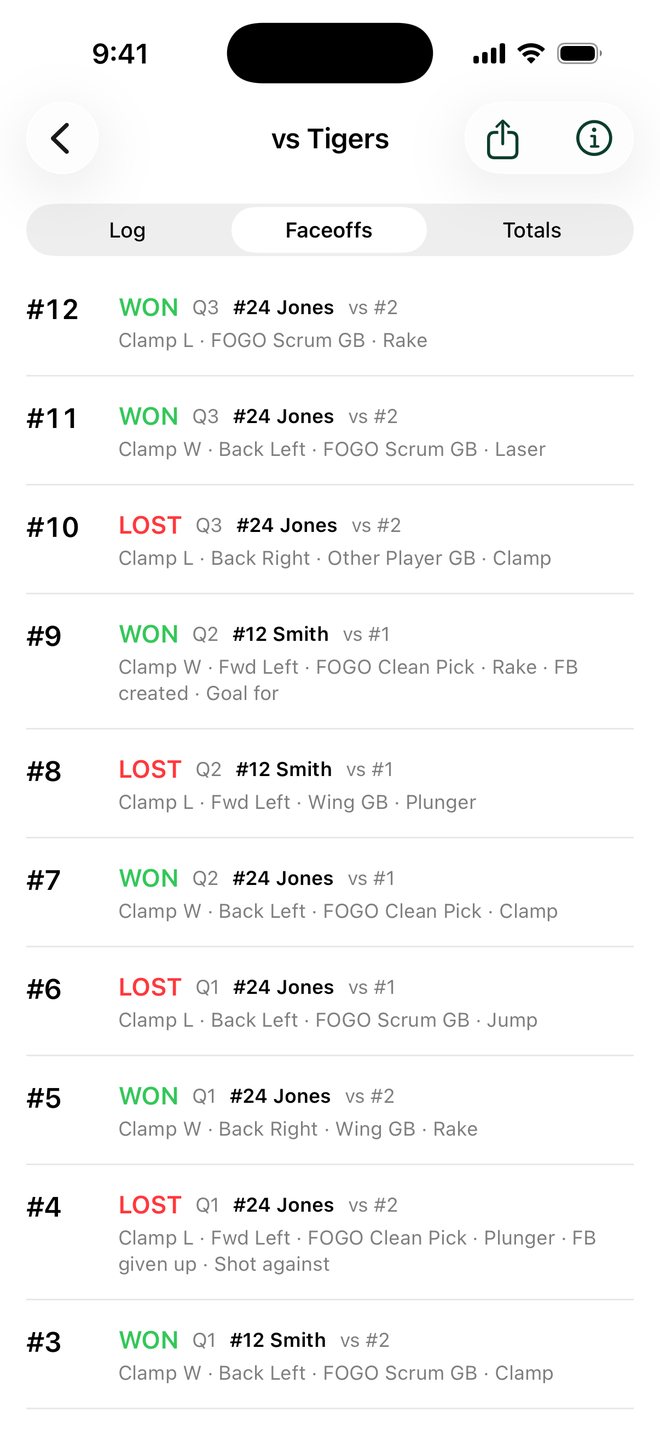 9:41
vs Tigers
Log Faceoffs Totals
#12 WON Q3 #24 Jones vs #2
Clamp L · FOGO Scrum GB · Rake
#11 WON Q3 #24 Jones vs #2
Clamp W · Back Left · FOGO Scrum GB · Laser
#10 LOST Q3 #24 Jones vs #2
Clamp L · Back Right · Other Player GB · Clamp
#9 WON Q2 #12 Smith vs #1
Clamp W · Fwd Left · FOGO Clean Pick · Rake · FB
created · Goal for
#8 LOST Q2 #12 Smith vs #1
Clamp L · Fwd Left · Wing GB · Plunger
#7 WON Q2 #24 Jones vs #1
Clamp W · Back Left · FOGO Clean Pick · Clamp
#6 LOST Q1 #24 Jones vs #1
Clamp L · Back Left · FOGO Scrum GB · Jump
#5 WON Q1 #24 Jones vs #2
Clamp W · Back Right · Wing GB · Rake
#4 LOST Q1 #24 Jones vs #2
Clamp L · Fwd Left · FOGO Clean Pick · Plunger · FB
given up · Shot against
#3 WON Q1 #12 Smith vs #2
Clamp W · Back Left · FOGO Scrum GB · Clamp